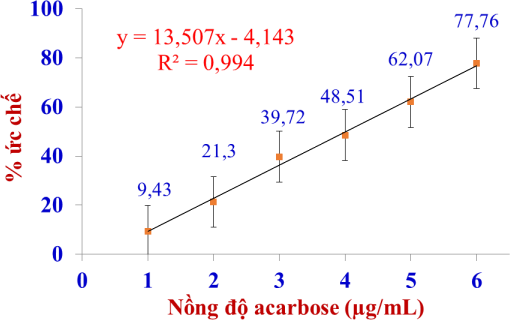 100
% ức chế
y = 13,507x - 4,143
R² = 0,994
77,76
80
62,07
60
48,51
39,72
40
21,3
20
9,43
0
0 1 2 3 4 5 6
Nồng độ acarbose (µg/mL)